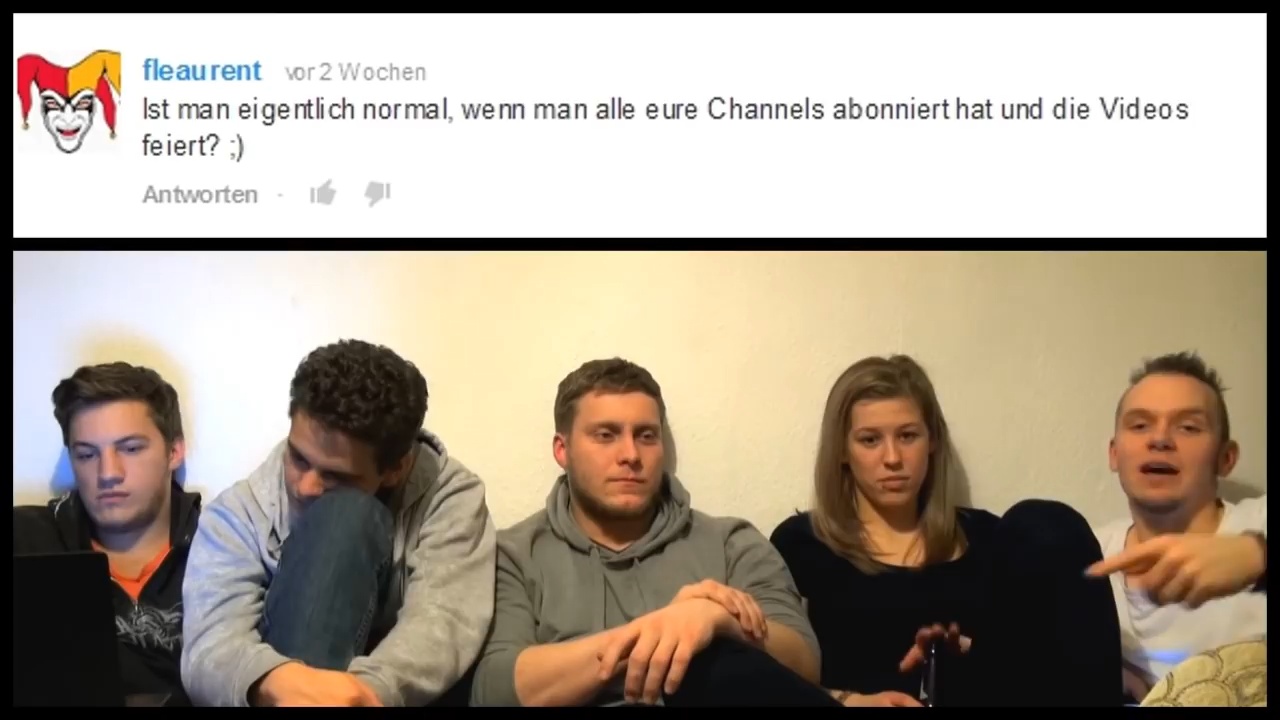 fleaurent vor 2 Wochen
Ist man eigentlich normal, wenn man alle eure Channels abonniert hat und die Videos
feiert? ;)
Antworten ·